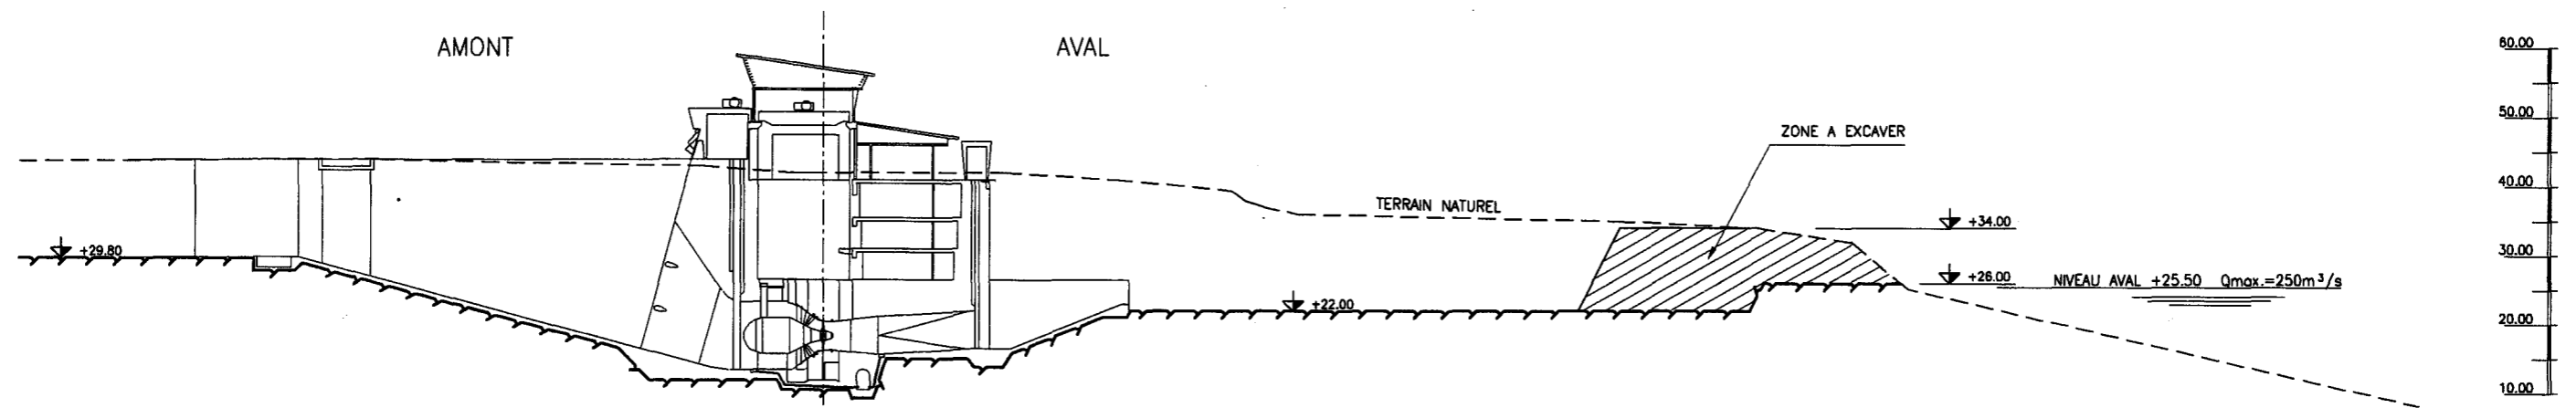 AMONT
AVAL
60.00
50.00
ZONE A EXCAVER
40.00
TERRAIN NATUREL
+34.00
+29.80
30.00
+26.00
NIVEAU AVAL +25.50 Qmax.=250m³/s
+22.00
20.00
10.00